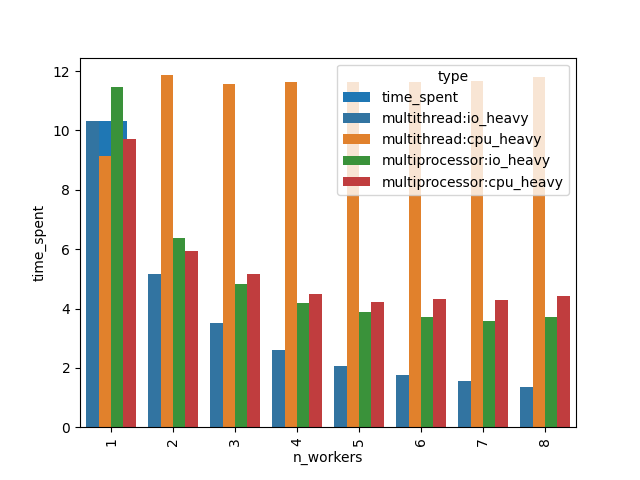 12
10
8
6
4
2
0
time_spent
type
time_spent
multithread:io_heavy
multithread:cpu_heavy
multiprocessor:io_heavy
multiprocessor:cpu_heavy
1 2 3 4 5 6 7 8
n_workers